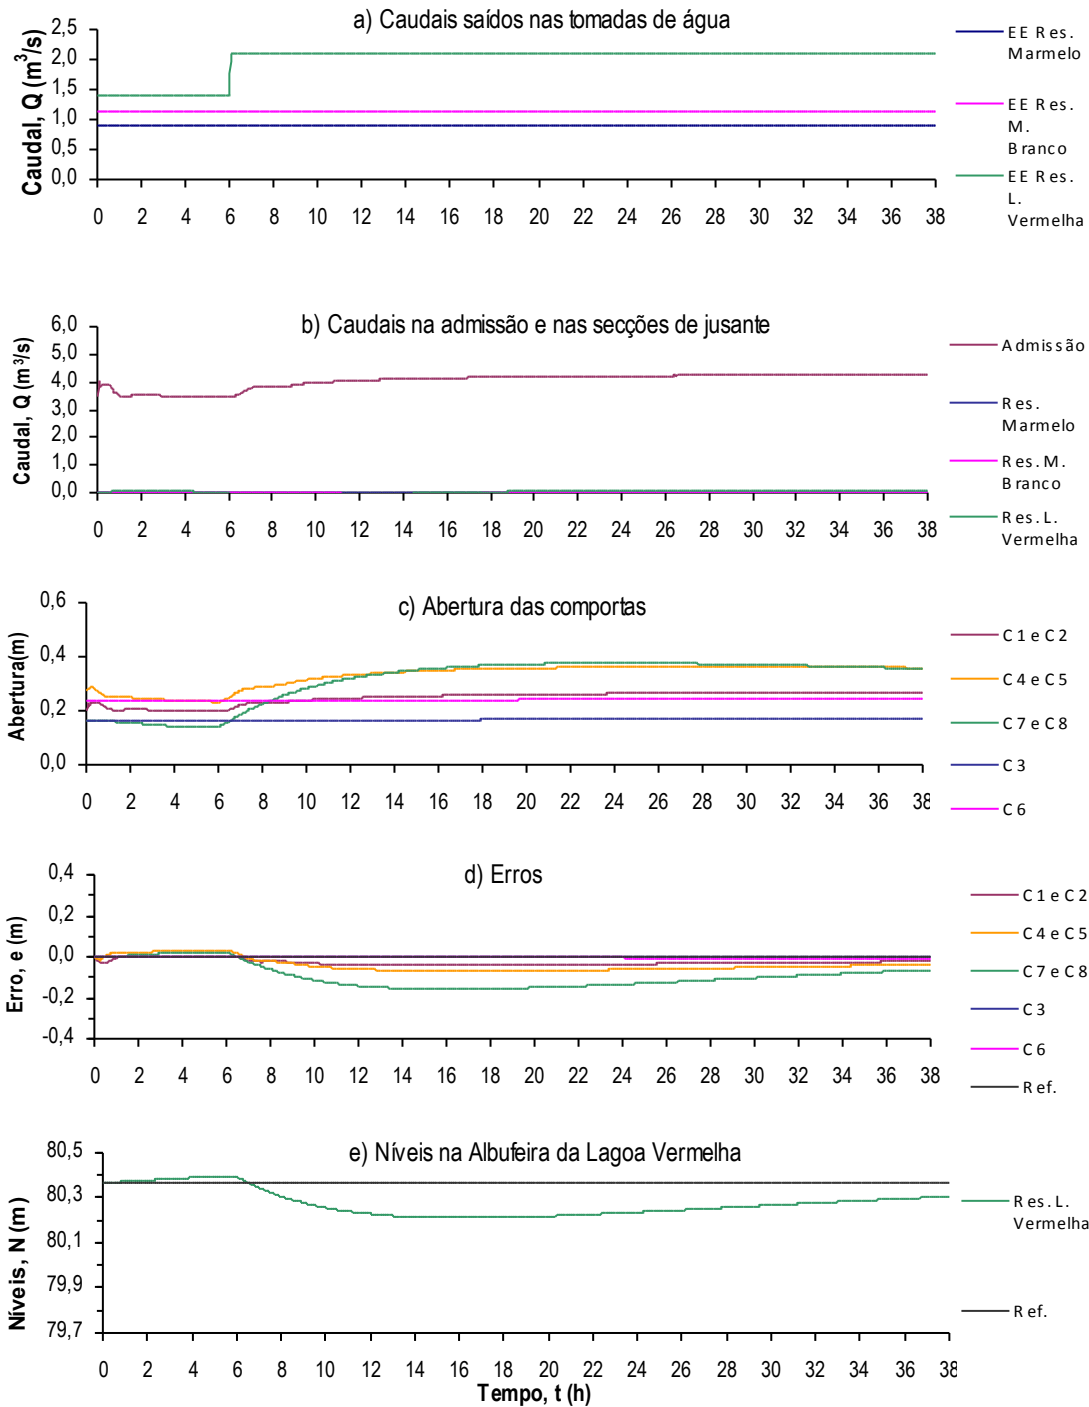 a) Caudais saídos nas tomadas de água
Caudal, Q (m³/s)
2,5
2,0
1,5
1,0
0,5
0,0
0 2 4 6 8 10 12 14 16 18 20 22 24 26 28 30 32 34 36 38
EE Res.
Marmelo
EE Res.
M.
Branco
EE Res.
L.
Vermelha
b) Caudais na admissão e nas secções de jusante
Caudal, Q (m³/s)
6,0
5,0
4,0
3,0
2,0
1,0
0,0
0 2 4 6 8 10 12 14 16 18 20 22 24 26 28 30 32 34 36 38
Admissão
Res.
Marmelo
Res. M.
Branco
Res. L.
Vermelha
c) Abertura das comportas
Abertura(m)
0,6
0,4
0,2
0,0
0 2 4 6 8 10 12 14 16 18 20 22 24 26 28 30 32 34 36 38
C1 e C2
C4 e C5
C7 e C8
C3
C6
d) Erros
Erro, e (m)
0,4
0,2
0,0
-0,2
-0,4
0 2 4 6 8 10 12 14 16 18 20 22 24 26 28 30 32 34 36 38
C1 e C2
C4 e C5
C7 e C8
C3
C6
Ref.
e) Níveis na Albufeira da Lagoa Vermelha
Níveis, N (m)
80,5
80,3
80,1
79,9
79,7
0 2 4 6 8 10 12 14 16 18 20 22 24 26 28 30 32 34 36 38
Tempo, t (h)
Res. L.
Vermelha
Ref.